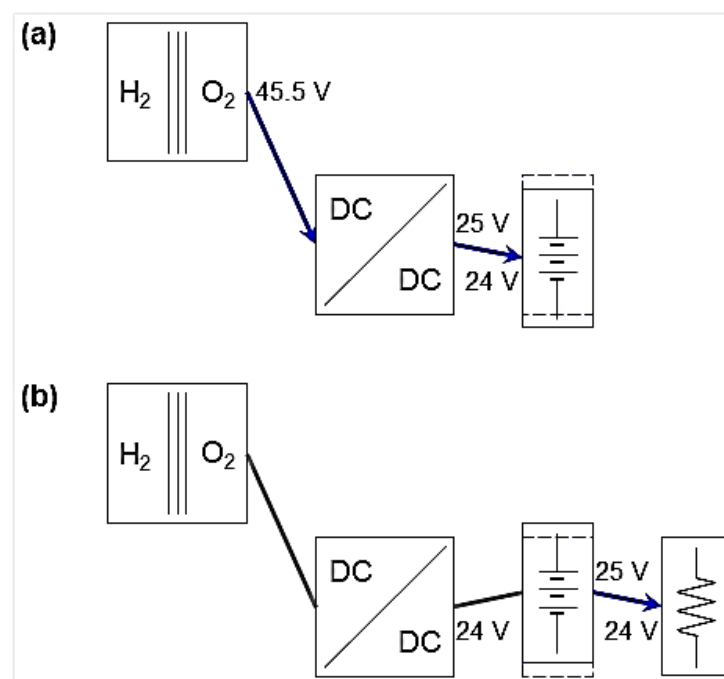 (a)
H₂ O₂ 45.5 V
DC
DC
25 V
24 V
(b)
H₂ O₂
DC
DC
24 V
25 V
24 V